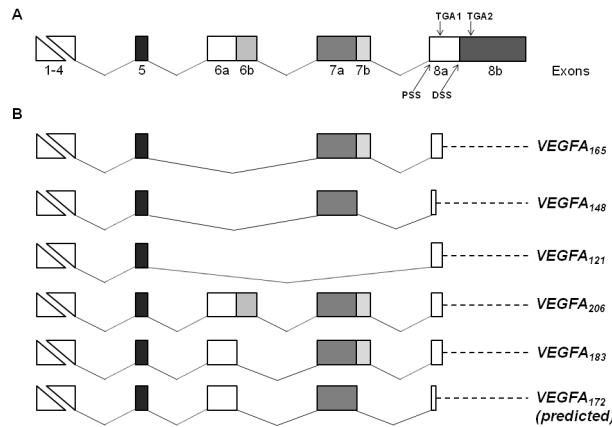 A
TGA1 TGA2
1-4 5 6a 6b 7a 7b 8a 8b Exons
PSS DSS
B
VEGFA165
VEGFA148
VEGFA121
VEGFA206
VEGFA183
VEGFA172
(predicted)